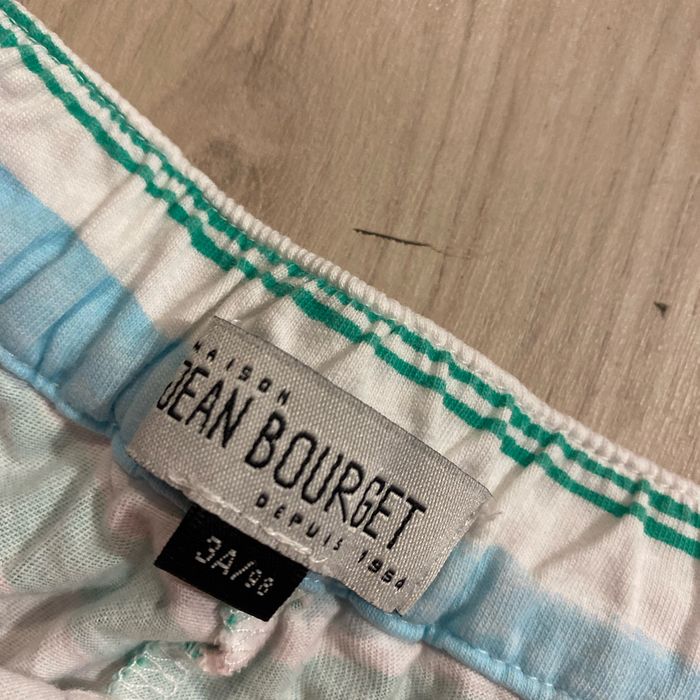 MAISON
JEAN BOURGET
DEPUIS 1954
3A/98